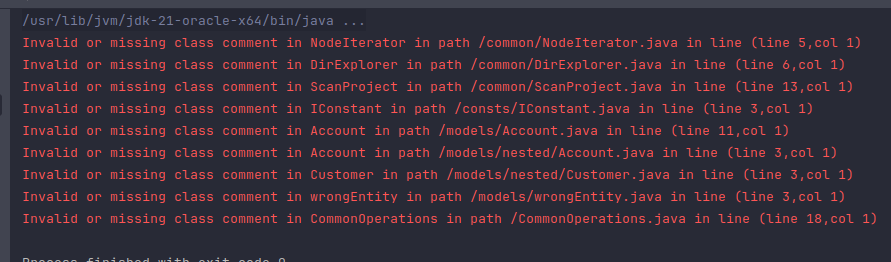 /usr/lib/jvm/jdk-21-oracle-x64/bin/java ...
Invalid or missing class comment in NodeIterator in path /common/NodeIterator.java in line (line 5,col 1)
Invalid or missing class comment in DirExplorer in path /common/DirExplorer.java in line (line 6,col 1)
Invalid or missing class comment in ScanProject in path /common/ScanProject.java in line (line 13,col 1)
Invalid or missing class comment in IConstant in path /consts/IConstant.java in line (line 3,col 1)
Invalid or missing class comment in Account in path /models/Account.java in line (line 11,col 1)
Invalid or missing class comment in Account in path /models/nested/Account.java in line (line 3,col 1)
Invalid or missing class comment in Customer in path /models/nested/Customer.java in line (line 3,col 1)
Invalid or missing class comment in wrongEntity in path /models/wrongEntity.java in line (line 3,col 1)
Invalid or missing class comment in CommonOperations in path /CommonOperations.java in line (line 18,col 1)
Process finished with exit code 0